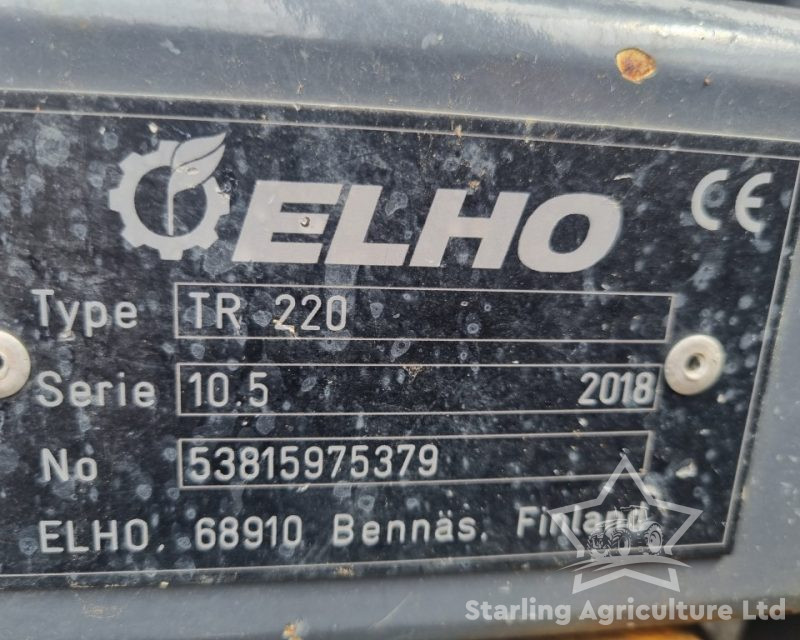 ELHO CE
Type TR 220
Serie 10.5 2018
No 53815975379
ELHO. 68910 Bennäs. Finland
Starling Agriculture Ltd